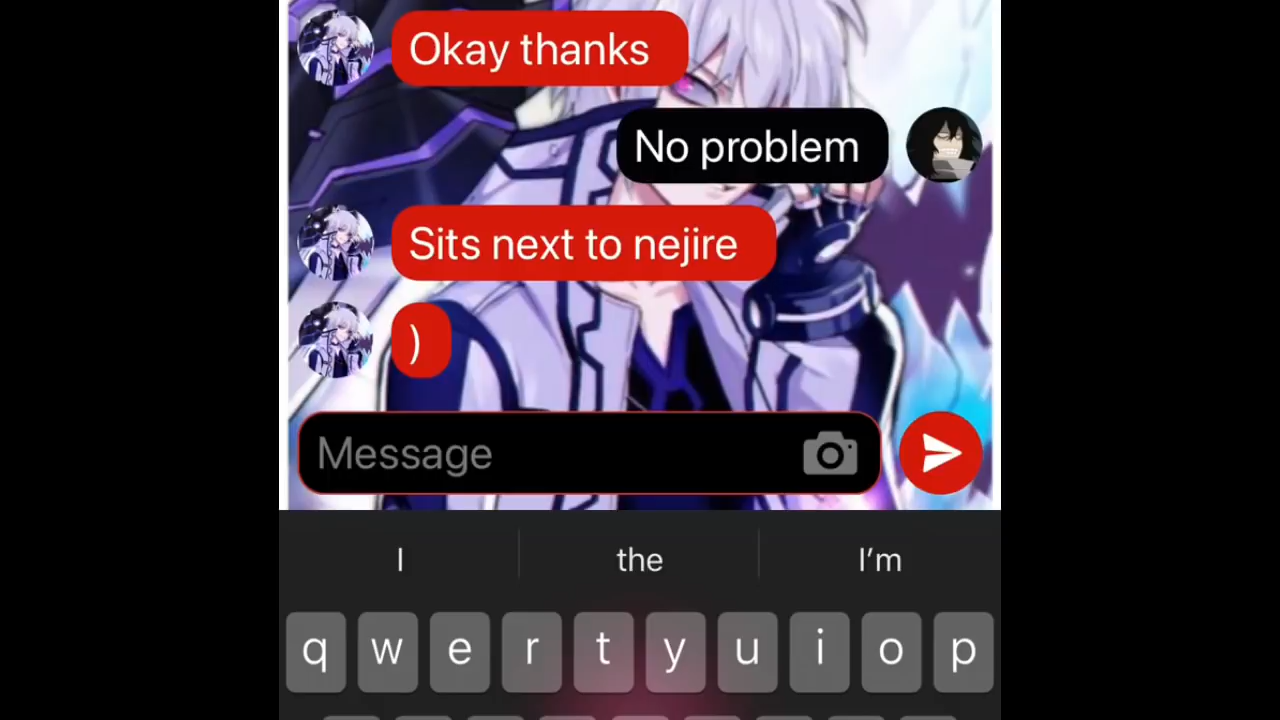 Okay thanks
No problem
Sits next to nejire
)
Message
I the I’m
q w e r t y u i o p